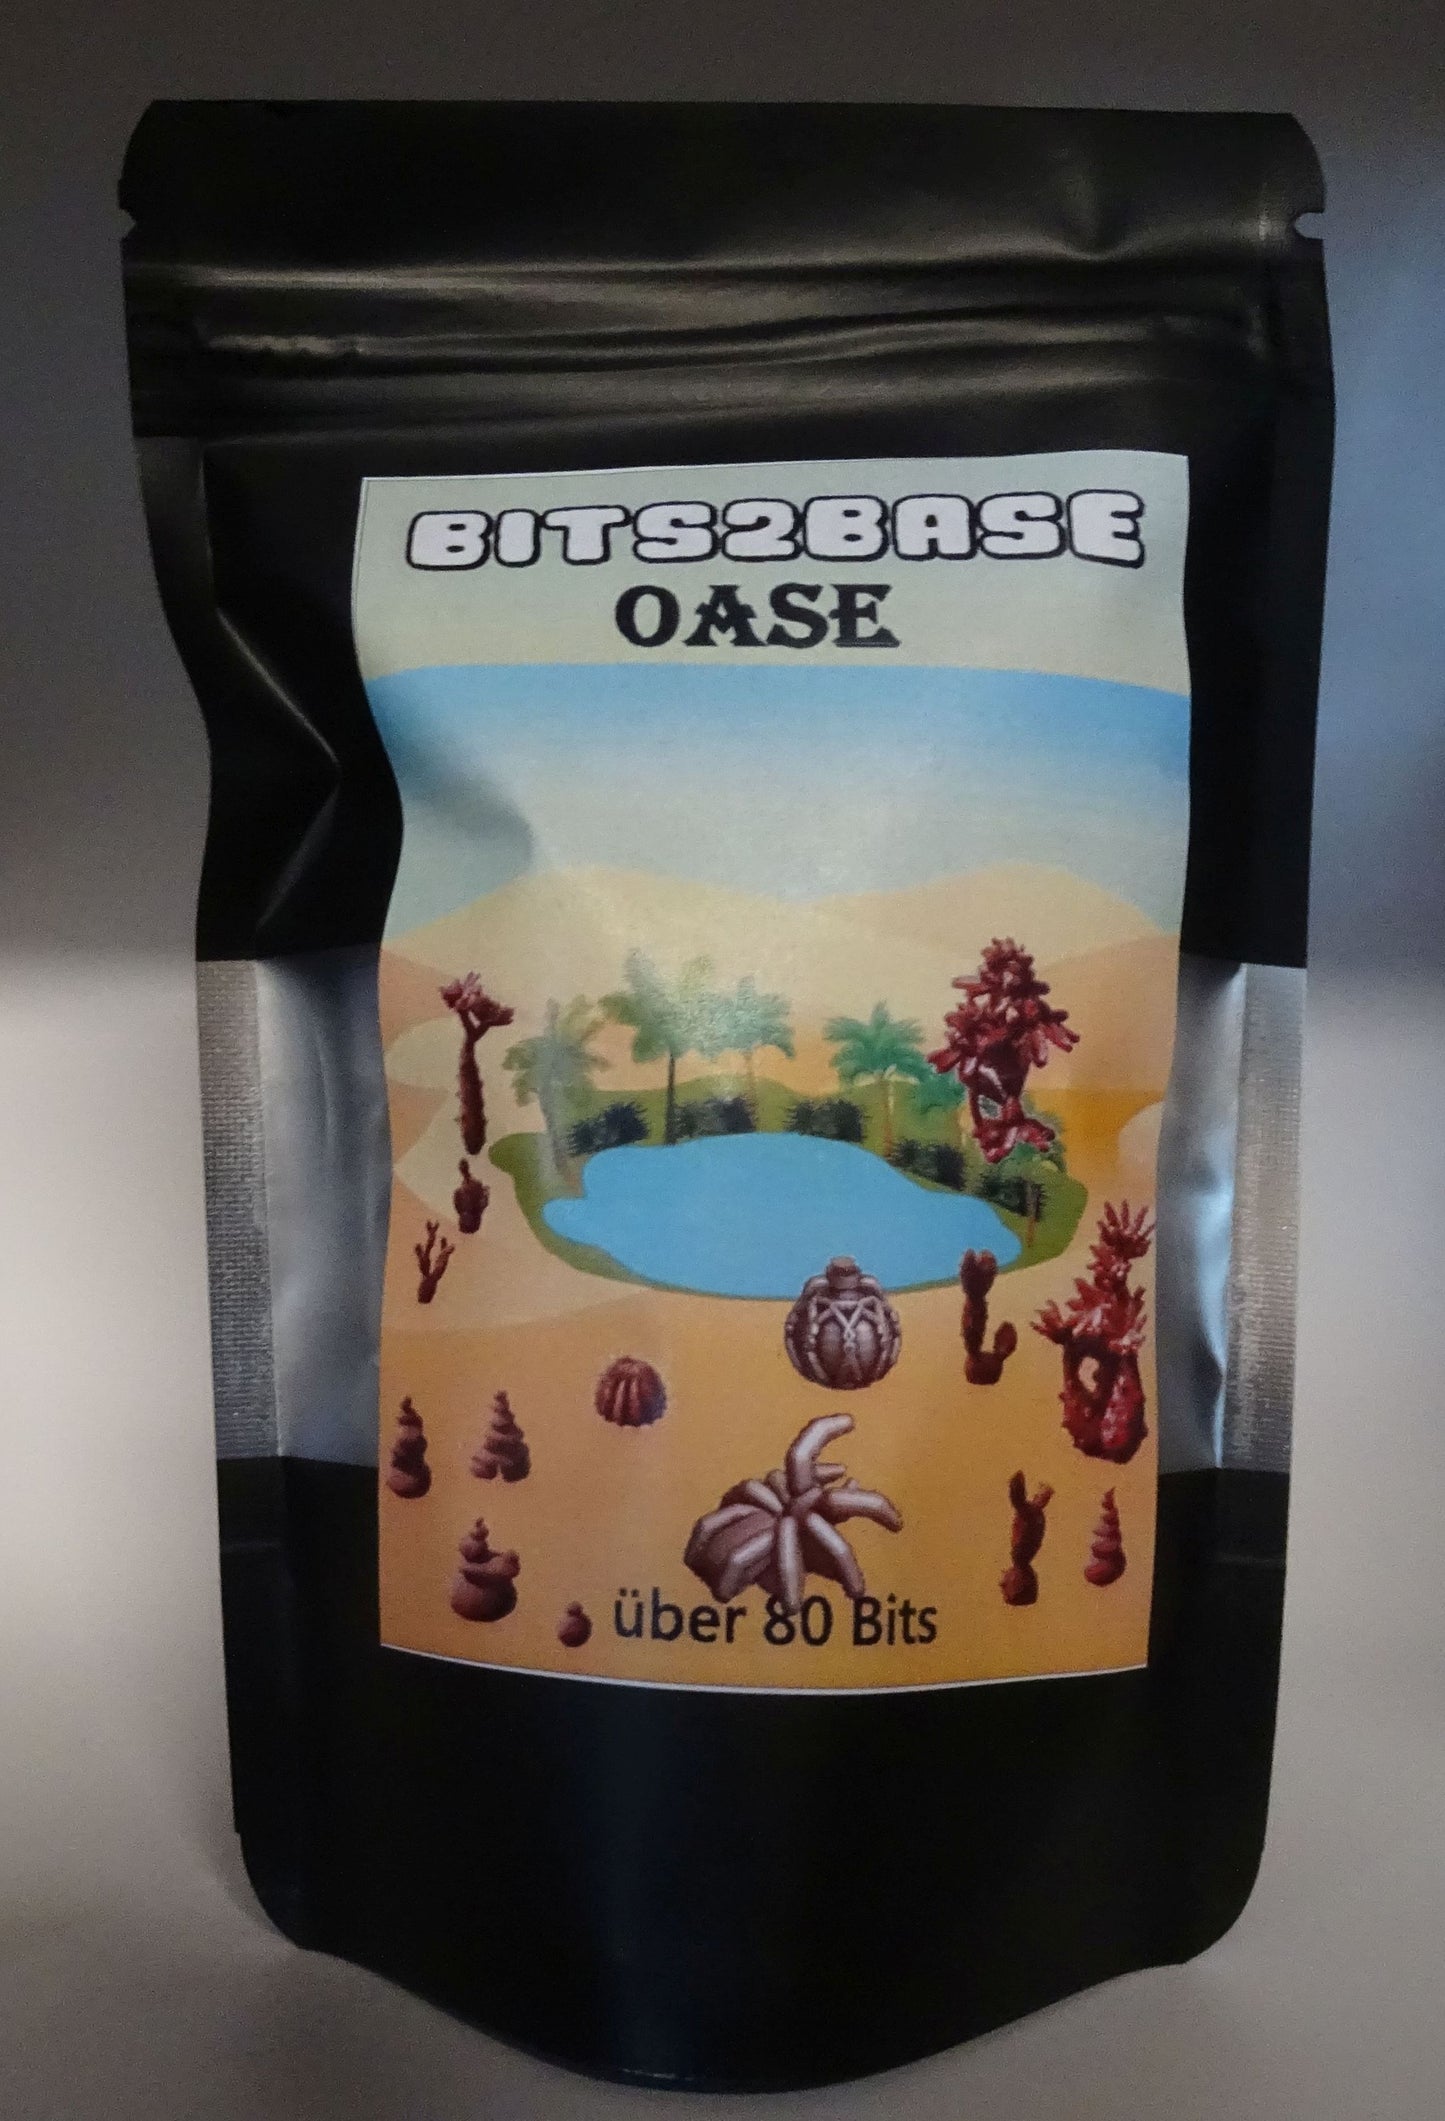 BITS2BASE
OASE
über 80 Bits